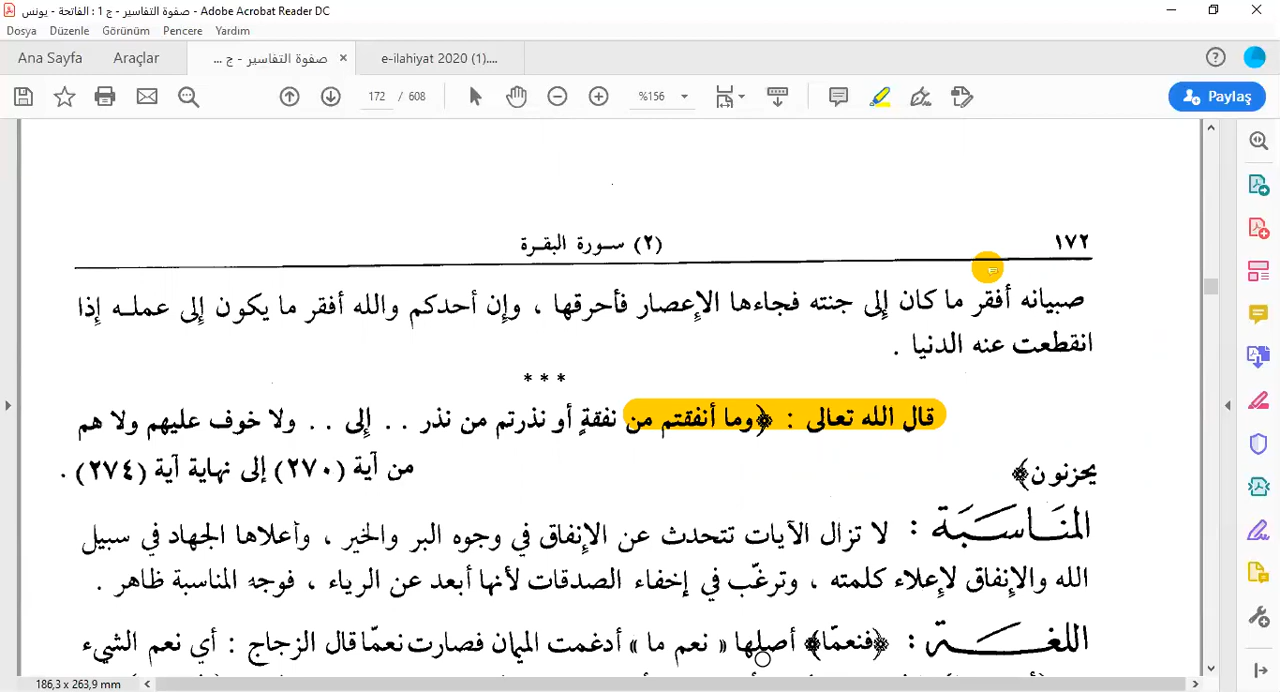 صفوة التفاسير - ج 1 : الفاتحة - يونس - Adobe Acrobat Reader DC
Dosya Düzenle Görünüm Pencere Yardım
Ana Sayfa Araçlar صفوة التفاسير - ج ... × e-ilahiyat 2020 (1)....
172 / 608 %156 Paylaş
١٧٢ (٢) سورة البقرة
صبيانه أفقر ما كان إلى جنته فجاءها الإعصار فأحرقها ، وإن أحدكم والله أفقر ما يكون إلى عمله إذا
انقطعت عنه الدنيا .
* * *
قال الله تعالى : ﴿وما أنفقتم من نفقةٍ أو نذرتم من نذر . . إلى . . ولا خوف عليهم ولا هم
يحزنون﴾ من آية (٢٧٠) إلى نهاية آية (٢٧٤) .
المنَاسَبَة : لا تزال الآيات تتحدث عن الإنفاق في وجوه البر والخير ، وأعلاها الجهاد في سبيل
الله والإنفاق لإعلاء كلمته ، وترغّب في إخفاء الصدقات لأنها أبعد عن الرياء ، فوجه المناسبة ظاهر .
اللغَة : ﴿فنعمّا﴾ أصلها « نعم ما » أدغمت الميمان فصارت نعمّا قال الزجاج : أي نعم الشيء
186,3 x 263,9 mm